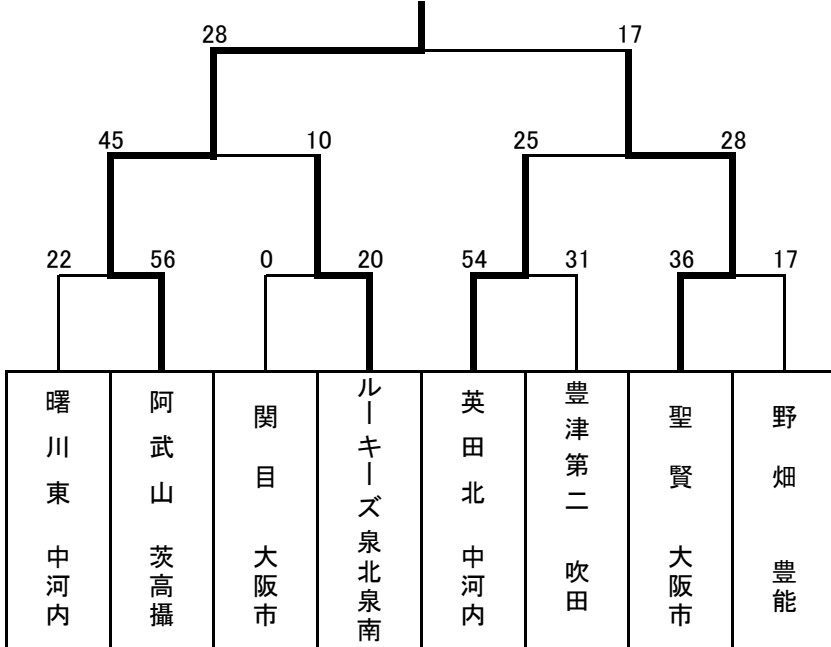 28 17
45 10 25 28
22 56 0 20 54 31 36 17
曙川東 中河内
阿武山 茨高攝
関目 大阪市
ルーキーズ 泉北泉南
英田北 中河内
豊津第二 吹田
聖賢 大阪市
野畑 豊能